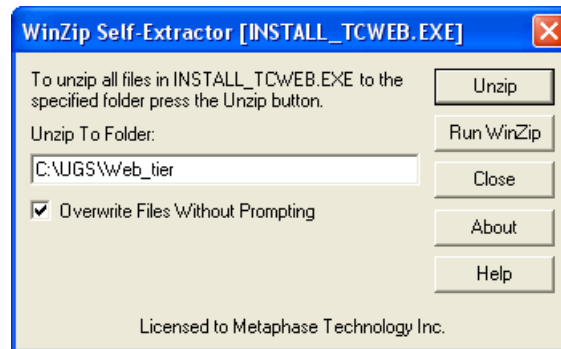 WinZip Self-Extractor [INSTALL_TCWEB.EXE]
To unzip all files in INSTALL_TCWEB.EXE to the
specified folder press the Unzip button.
Unzip To Folder:
C:\UGS\Web_tier
Overwrite Files Without Prompting
Unzip
Run WinZip
Close
About
Help
Licensed to Metaphase Technology Inc.